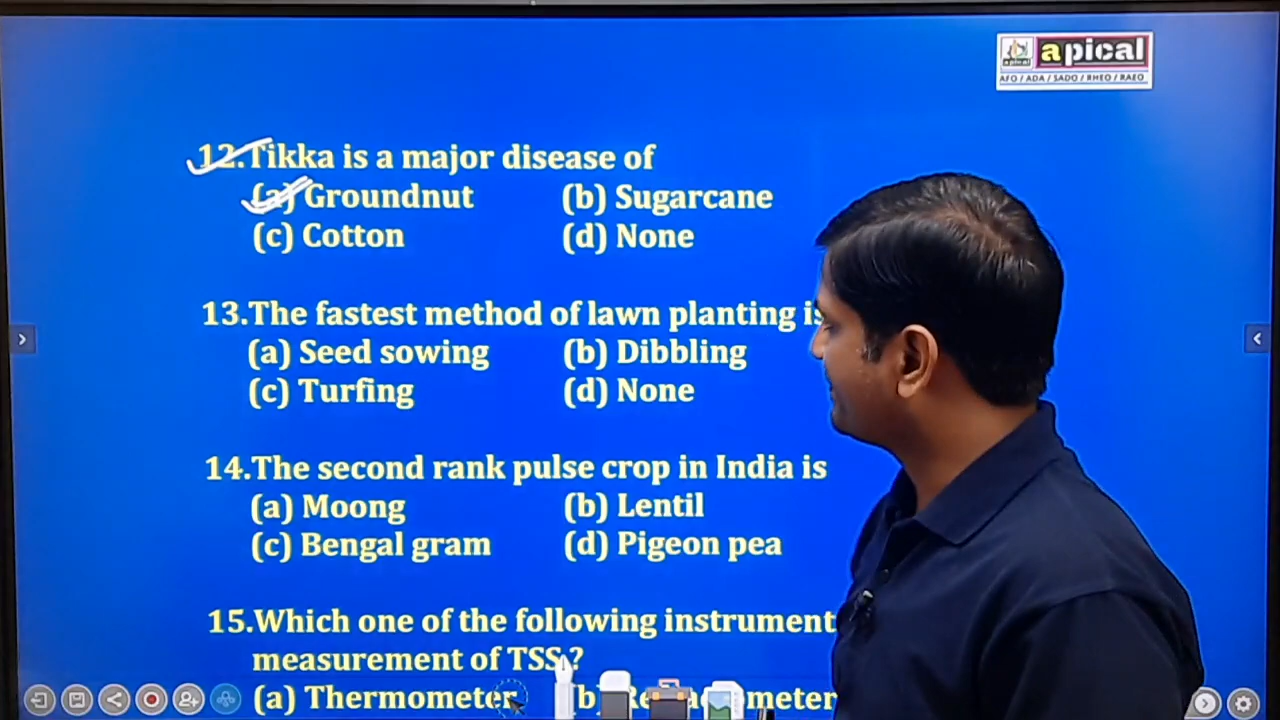 apical
AFO / ADA / SADO / RHEO / RAEO
12.Tikka is a major disease of
(a) Groundnut (b) Sugarcane
(c) Cotton (d) None
13.The fastest method of lawn planting is
(a) Seed sowing (b) Dibbling
(c) Turfing (d) None
14.The second rank pulse crop in India is
(a) Moong (b) Lentil
(c) Bengal gram (d) Pigeon pea
15.Which one of the following instrument
measurement of TSS ?
(a) Thermometer (b)